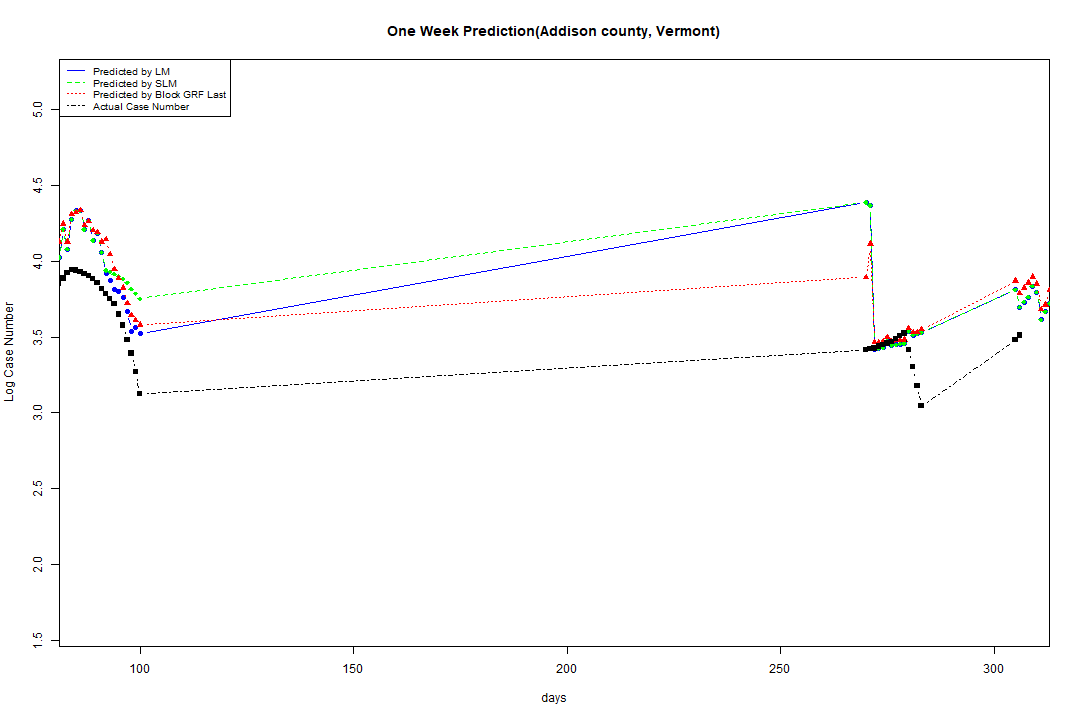 One Week Prediction(Addison county, Vermont)
Predicted by LM
Predicted by SLM
Predicted by Block GRF Last
Actual Case Number
5.0
4.5
4.0
3.5
3.0
2.5
2.0
1.5
Log Case Number
100
150
200
250
300
days